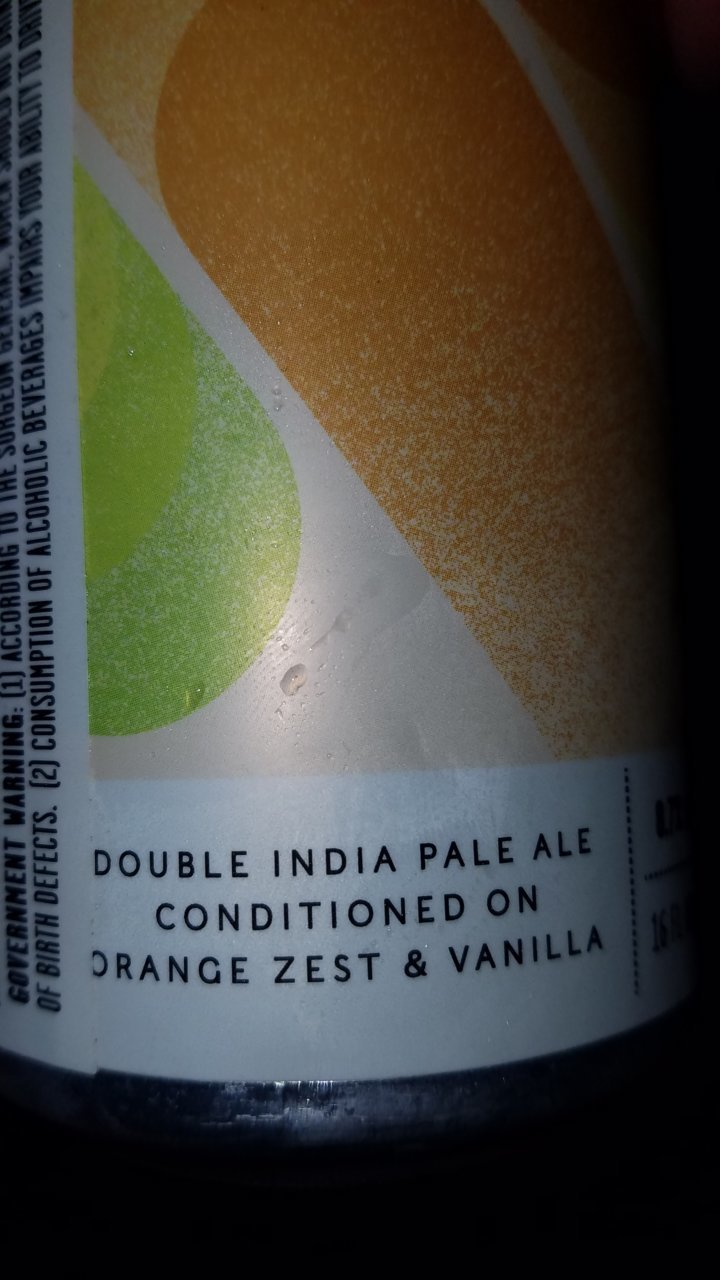 GOVERNMENT WARNING: (1) ACCORDING TO THE SURGEON GENERAL, WOMEN SHOULD NOT
OF BIRTH DEFECTS. (2) CONSUMPTION OF ALCOHOLIC BEVERAGES IMPAIRS YOUR ABILITY TO
DOUBLE INDIA PALE ALE
CONDITIONED ON
ORANGE ZEST & VANILLA
16